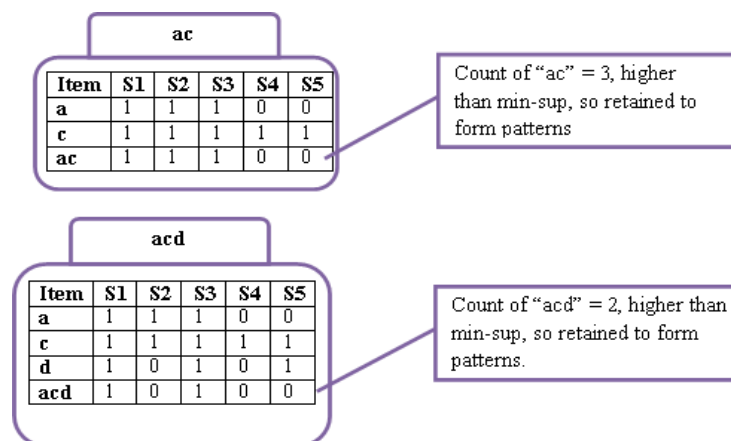 ac
Item S1 S2 S3 S4 S5
a 1 1 1 0 0
c 1 1 1 1 1
ac 1 1 1 0 0
Count of “ac” = 3, higher
than min-sup, so retained to
form patterns
acd
Item S1 S2 S3 S4 S5
a 1 1 1 0 0
c 1 1 1 1 1
d 1 0 1 0 1
acd 1 0 1 0 0
Count of “acd” = 2, higher than
min-sup, so retained to form
patterns.